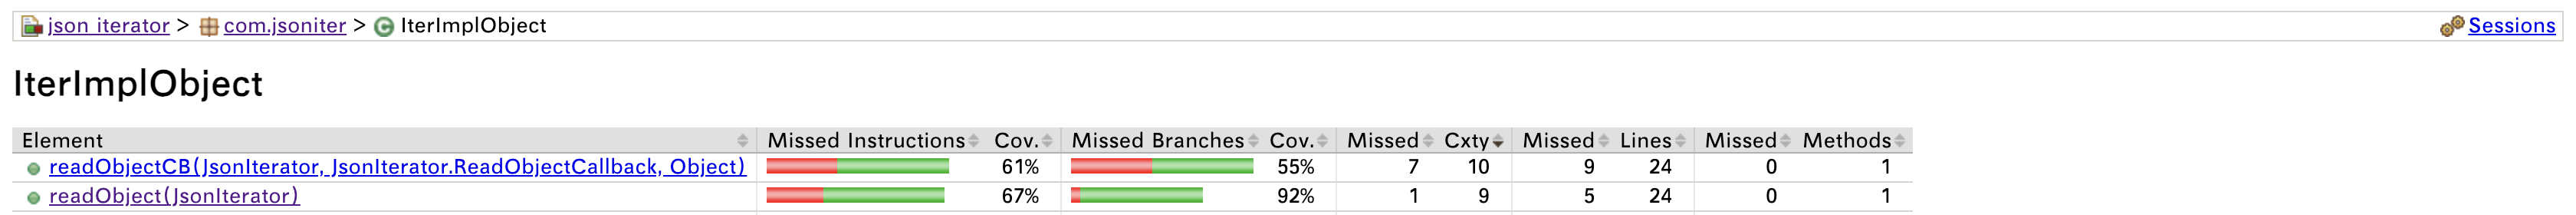 json iterator > com.jsoniter > IterImplObject Sessions
IterImplObject
Element Missed Instructions Cov. Missed Branches Cov. Missed Cxty Missed Lines Missed Methods
readObjectCB(JsonIterator, JsonIterator.ReadObjectCallback, Object) 61% 55% 7 10 9 24 0 1
readObject(JsonIterator) 67% 92% 1 9 5 24 0 1